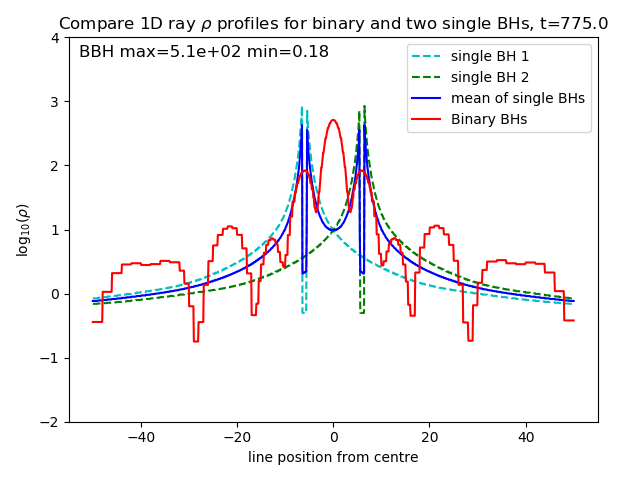 Compare 1D ray ρ profiles for binary and two single BHs, t=775.0
BBH max=5.1e+02 min=0.18
single BH 1
single BH 2
mean of single BHs
Binary BHs
4
3
2
1
0
−1
−2
log₁₀(ρ)
−40
−20
0
20
40
line position from centre